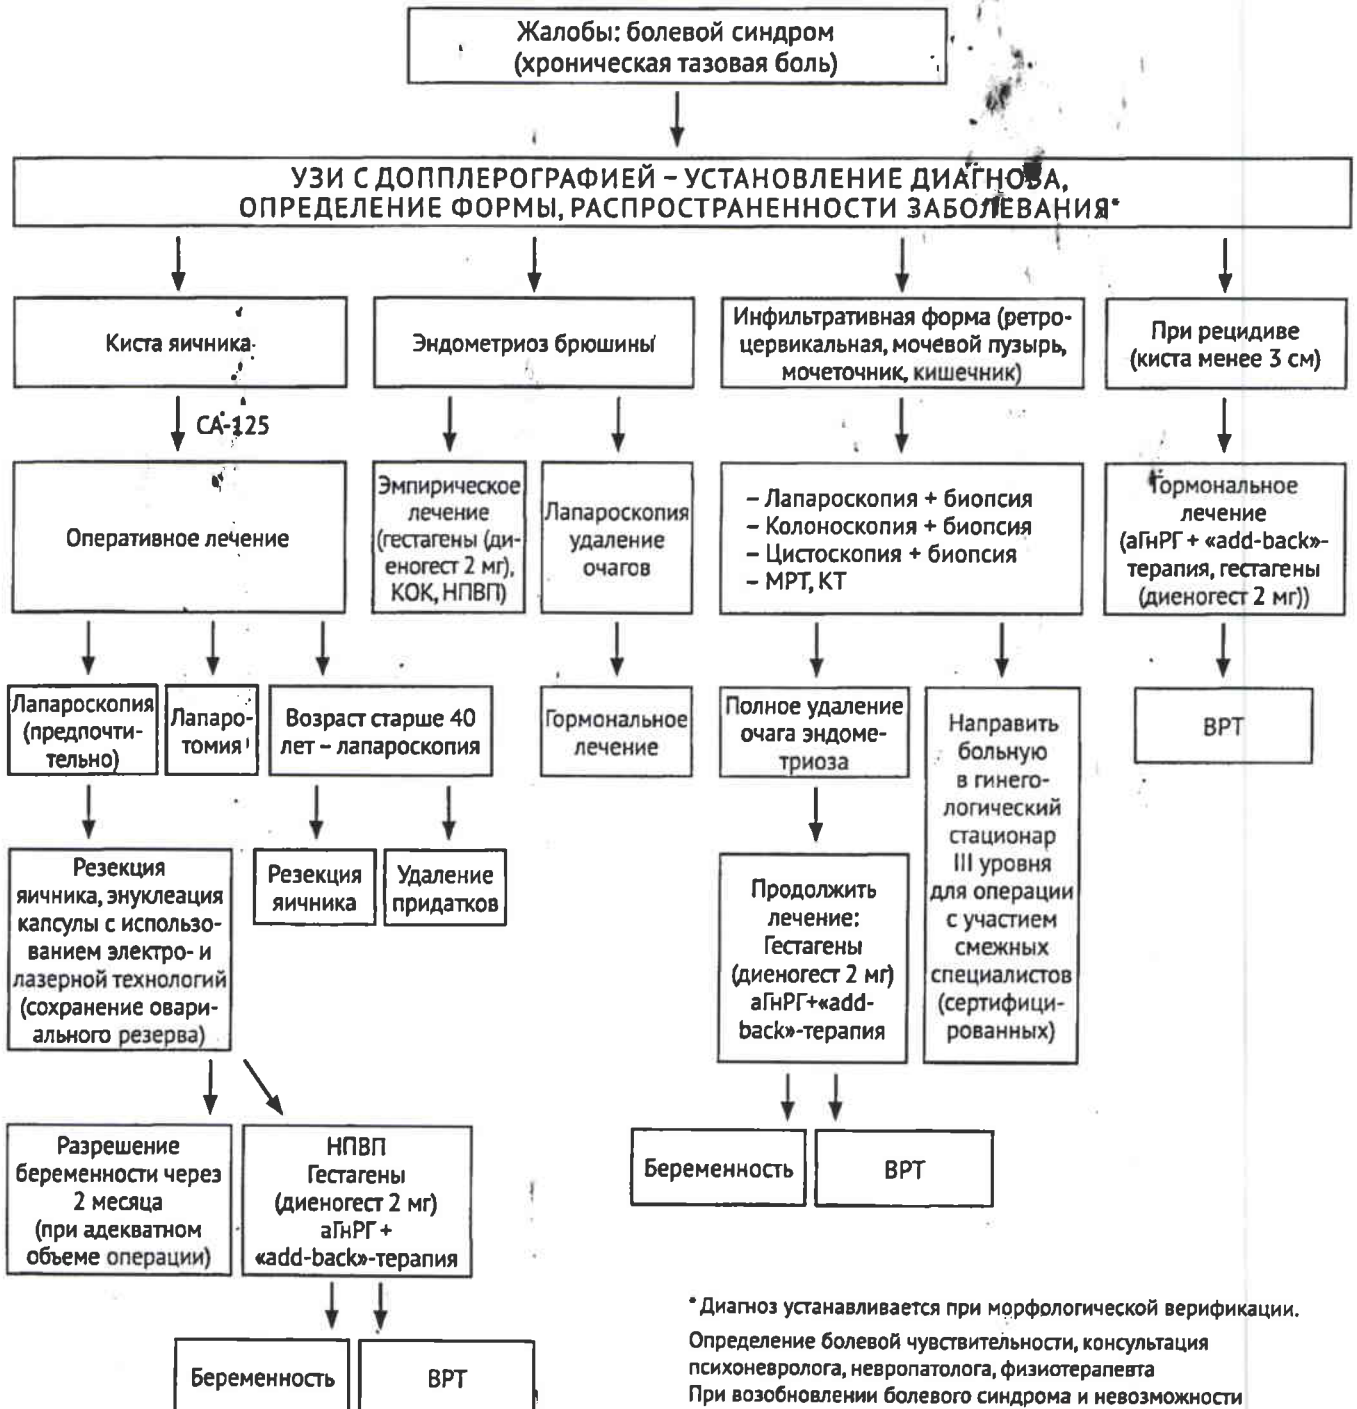 Жалобы: болевой синдром
(хроническая тазовая боль)
УЗИ С ДОППЛЕРОГРАФИЕЙ – УСТАНОВЛЕНИЕ ДИАГНОЗА,
ОПРЕДЕЛЕНИЕ ФОРМЫ, РАСПРОСТРАНЕННОСТИ ЗАБОЛЕВАНИЯ*
Киста яичника
Эндометриоз брюшины
Инфильтративная форма (ретро-
цервикальная, мочевой пузырь,
мочеточник, кишечник)
При рецидиве
(киста менее 3 см)
СА-125
Оперативное лечение
Эмпирическое
лечение
(гестагены (ди-
еногест 2 мг),
КОК, НПВП)
Лапароскопия
удаление
очагов
– Лапароскопия + биопсия
– Колоноскопия + биопсия
– Цистоскопия + биопсия
– МРТ, КТ
Гормональное
лечение
(аГнРГ + «add-back»-
терапия, гестагены
(диеногест 2 мг))
Лапароскопия
(предпочти-
тельно)
Лапаро-
томия
Возраст старше 40
лет – лапароскопия
Гормональное
лечение
Полное удаление
очага эндоме-
триоза
Направить
больную
в гинеко-
логический
стационар
III уровня
для операции
с участием
смежных
специалистов
(сертифици-
рованных)
ВРТ
Резекция
яичника, энуклеация
капсулы с использо-
ванием электро- и
лазерной технологий
(сохранение овари-
ального резерва)
Резекция
яичника
Удаление
придатков
Продолжить
лечение:
Гестагены
(диеногест 2 мг)
аГнРГ+«add-
back»-терапия
Разрешение
беременности через
2 месяца
(при адекватном
объеме операции)
НПВП
Гестагены
(диеногест 2 мг)
аГнРГ +
«add-back»-терапия
Беременность
ВРТ
Беременность
ВРТ
* Диагноз устанавливается при морфологической верификации.
Определение болевой чувствительности, консультация
психоневролога, невропатолога, физиотерапевта
При возобновлении болевого синдрома и невозможности